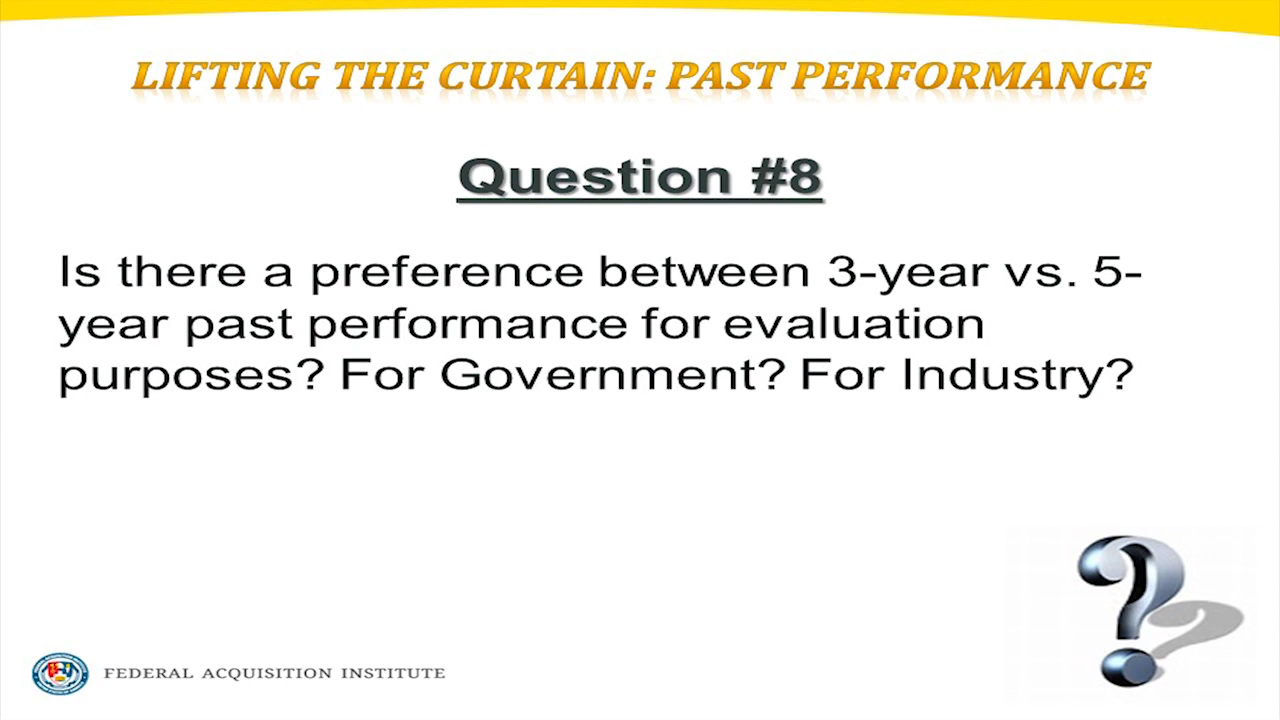 LIFTING THE CURTAIN: PAST PERFORMANCE
Question #8
Is there a preference between 3-year vs. 5-
year past performance for evaluation
purposes? For Government? For Industry?
FEDERAL ACQUISITION INSTITUTE